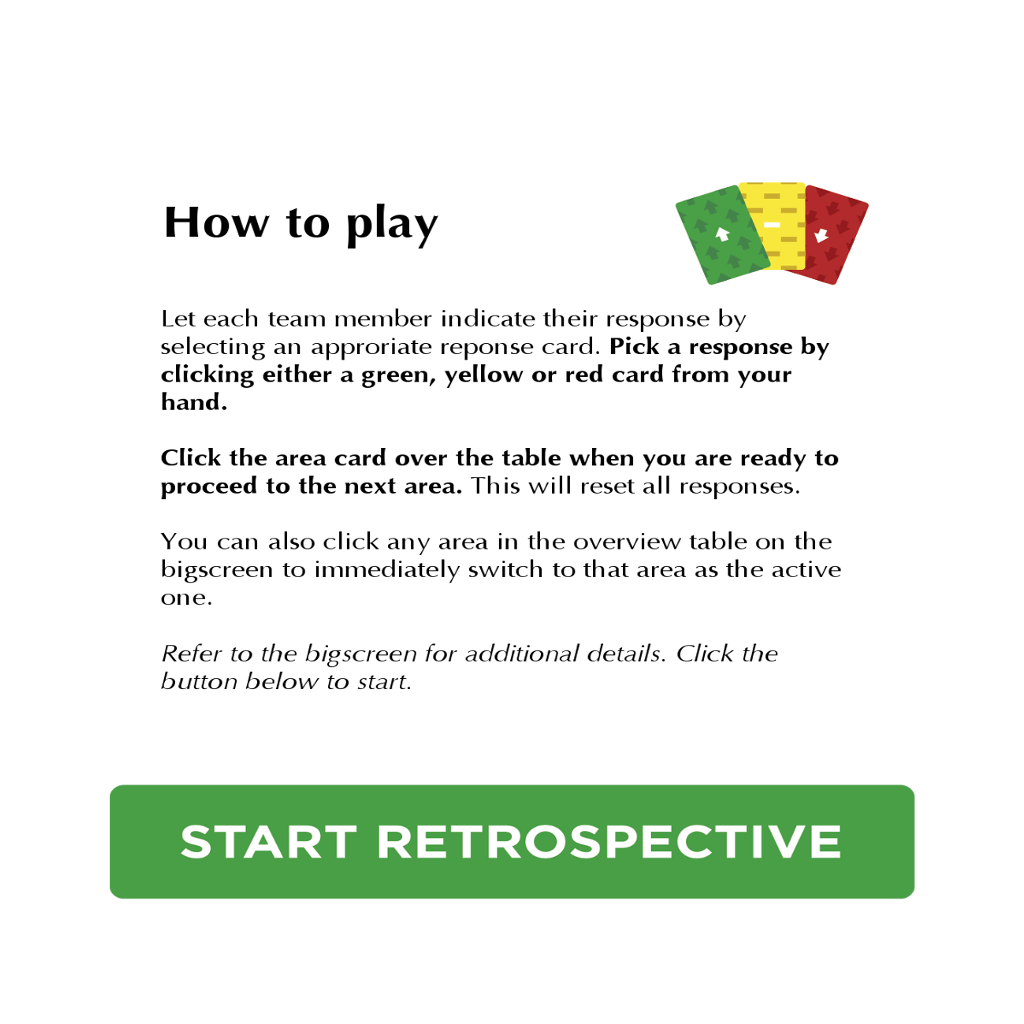 How to play
Let each team member indicate their response by
selecting an approriate reponse card. Pick a response by
clicking either a green, yellow or red card from your
hand.
Click the area card over the table when you are ready to
proceed to the next area. This will reset all responses.
You can also click any area in the overview table on the
bigscreen to immediately switch to that area as the active
one.
Refer to the bigscreen for additional details. Click the
button below to start.
START RETROSPECTIVE